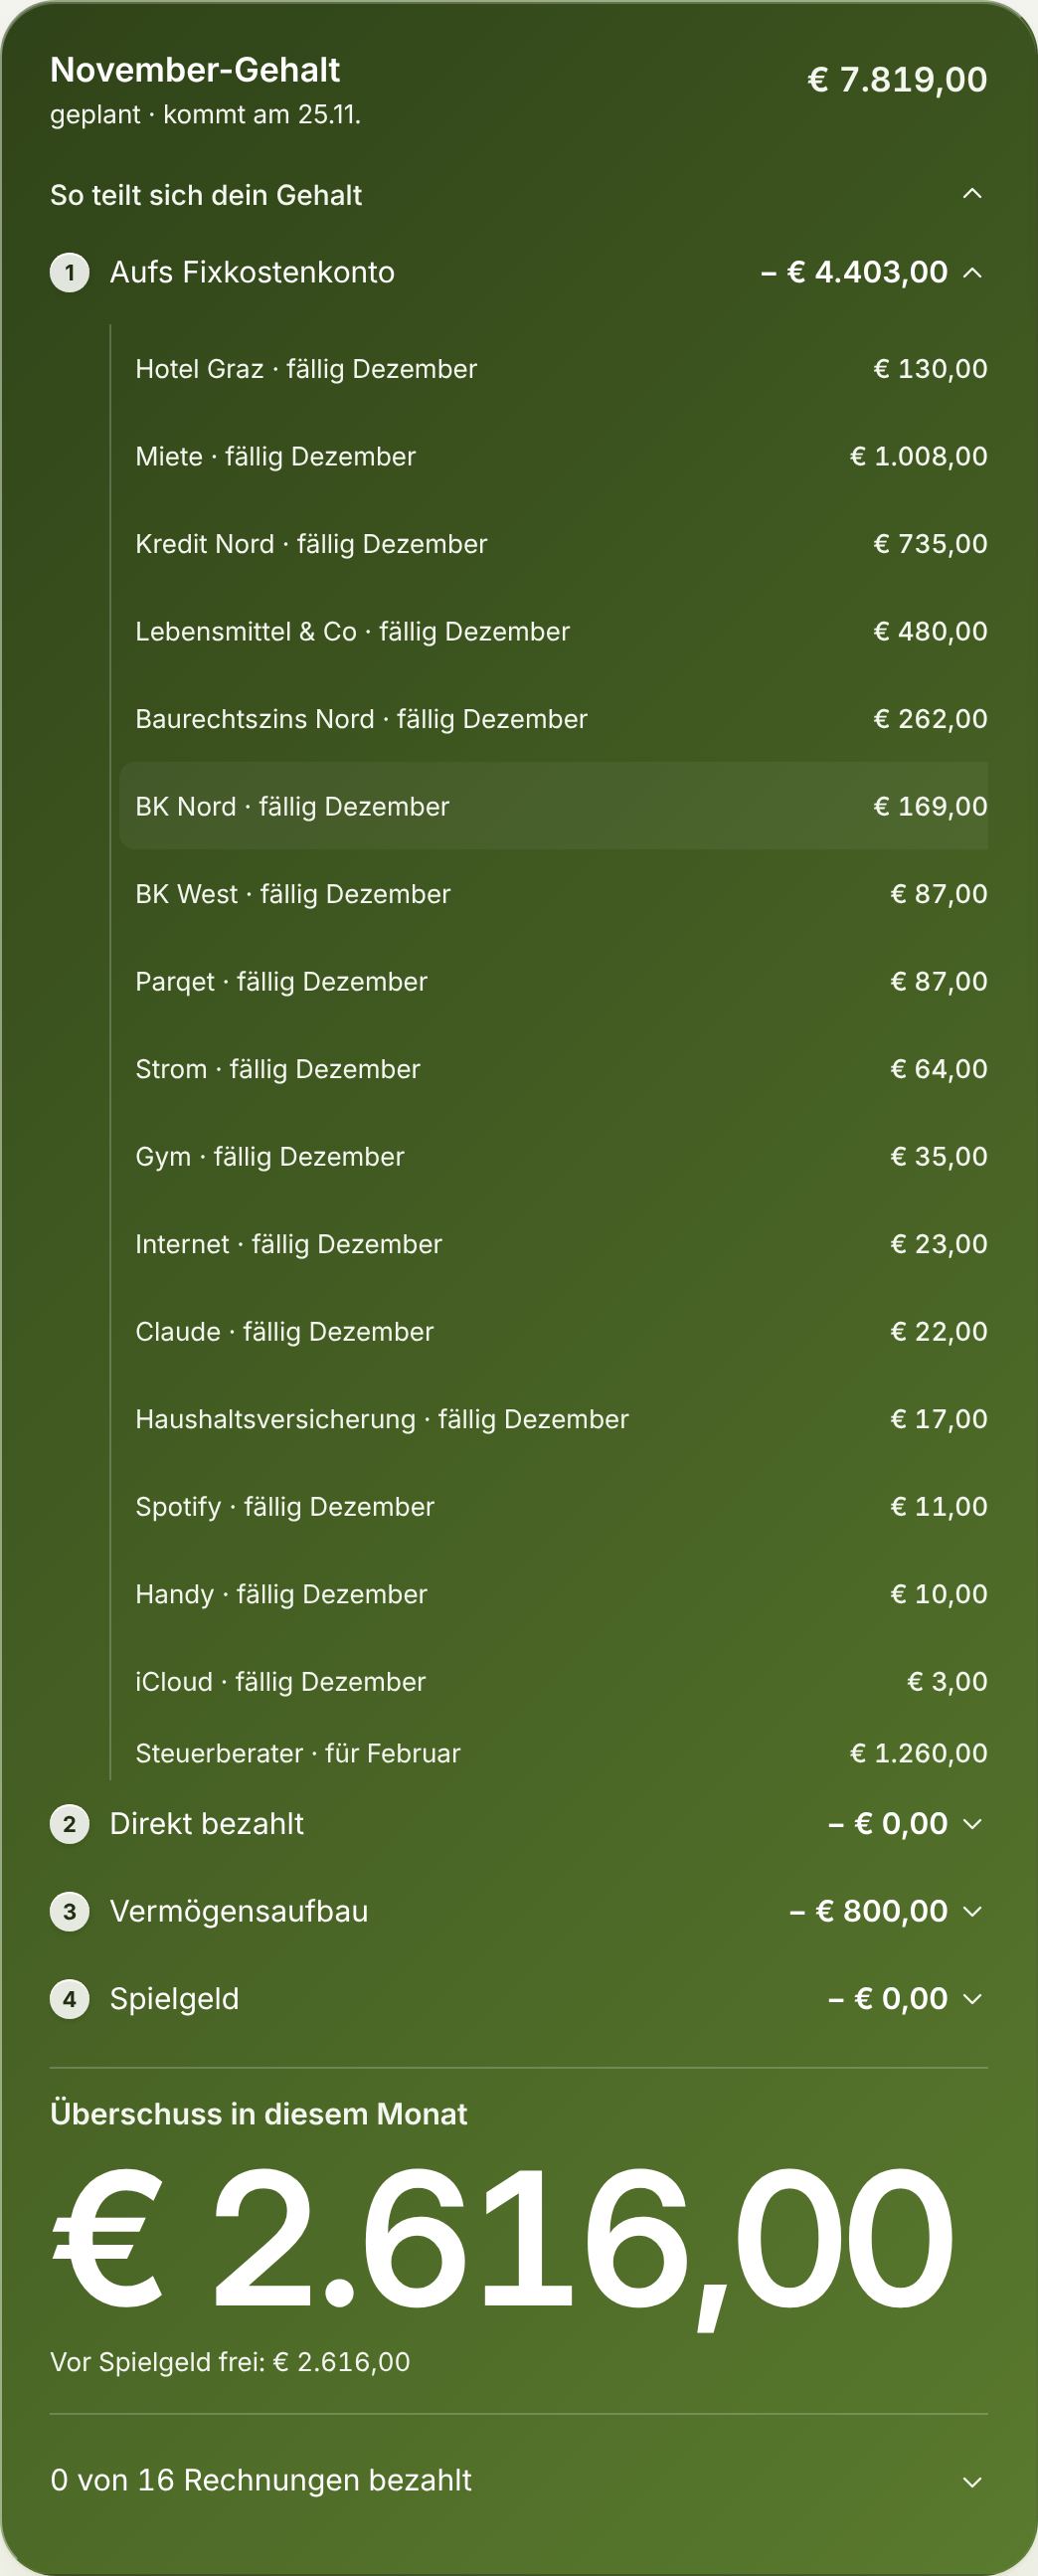 November-Gehalt
€ 7.819,00
geplant · kommt am 25.11.
So teilt sich dein Gehalt
1 Aufs Fixkostenkonto – € 4.403,00
Hotel Graz · fällig Dezember € 130,00
Miete · fällig Dezember € 1.008,00
Kredit Nord · fällig Dezember € 735,00
Lebensmittel & Co · fällig Dezember € 480,00
Baurechtszins Nord · fällig Dezember € 262,00
BK Nord · fällig Dezember € 169,00
BK West · fällig Dezember € 87,00
Parqet · fällig Dezember € 87,00
Strom · fällig Dezember € 64,00
Gym · fällig Dezember € 35,00
Internet · fällig Dezember € 23,00
Claude · fällig Dezember € 22,00
Haushaltsversicherung · fällig Dezember € 17,00
Spotify · fällig Dezember € 11,00
Handy · fällig Dezember € 10,00
iCloud · fällig Dezember € 3,00
Steuerberater · für Februar € 1.260,00
2 Direkt bezahlt – € 0,00
3 Vermögensaufbau – € 800,00
4 Spielgeld – € 0,00
Überschuss in diesem Monat
€ 2.616,00
Vor Spielgeld frei: € 2.616,00
0 von 16 Rechnungen bezahlt